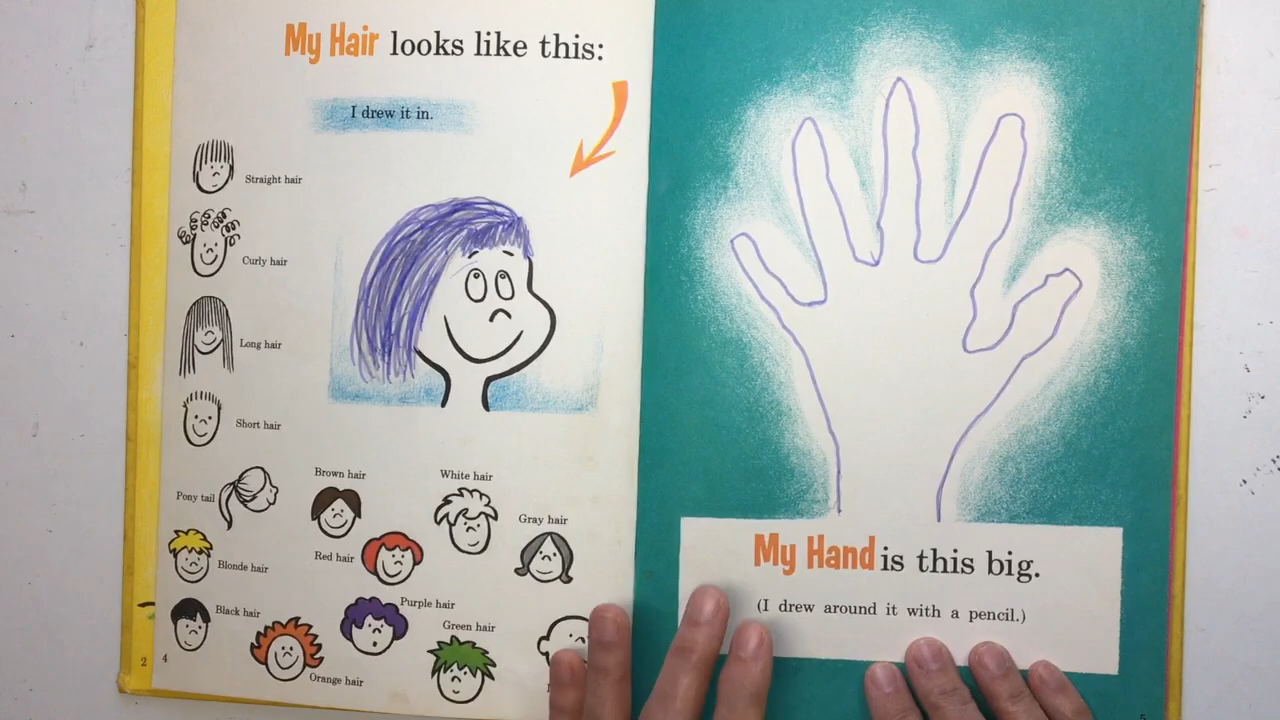 My Hair looks like this:
I drew it in.
Straight hair
Curly hair
Long hair
Short hair
Pony tail
Brown hair
White hair
Gray hair
Blonde hair
Red hair
Black hair
Purple hair
Green hair
Orange hair
2
4
My Hand is this big.
(I drew around it with a pencil.)
5